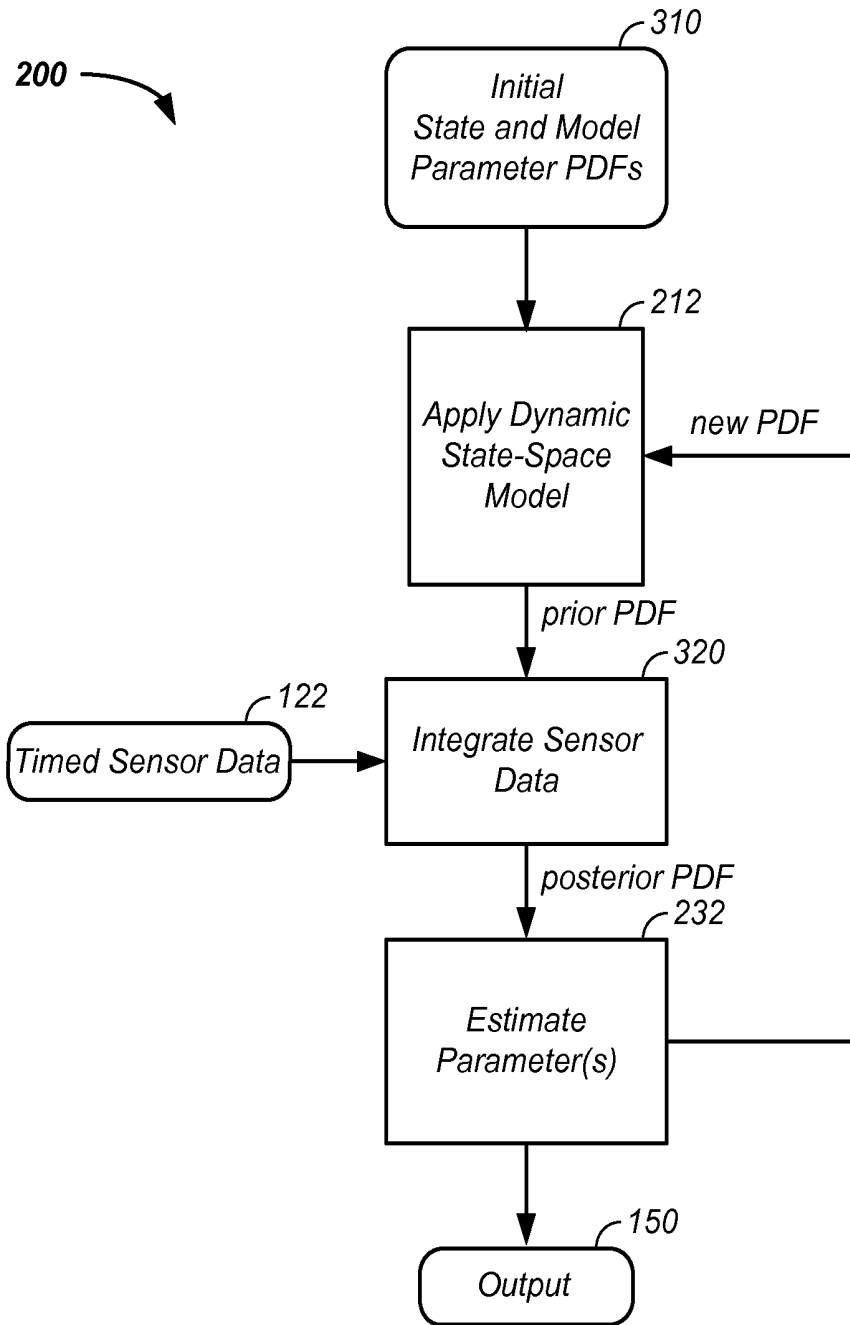 310
200
Initial
State and Model
Parameter PDFs
212
Apply Dynamic
State-Space
Model
new PDF
prior PDF
320
122
Timed Sensor Data
Integrate Sensor
Data
posterior PDF
232
Estimate
Parameter(s)
150
Output